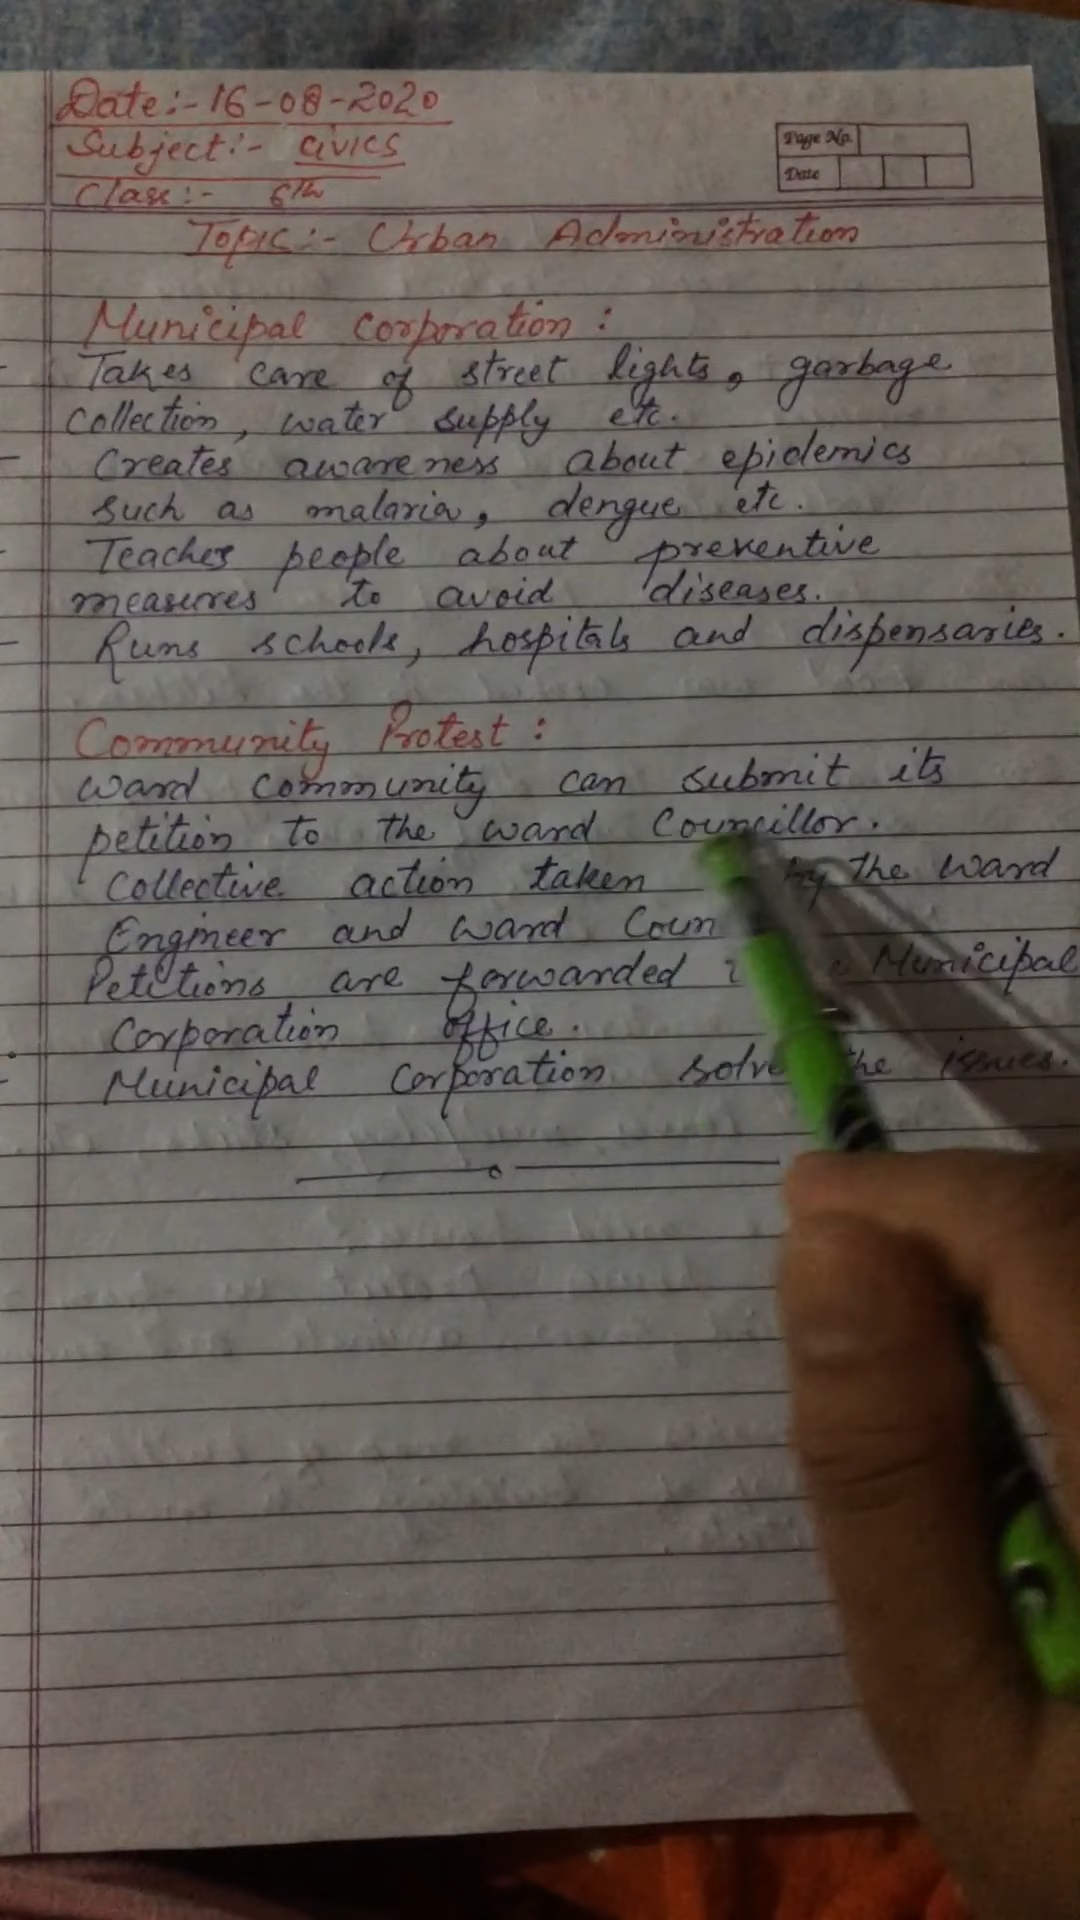 Date:- 16-08-2020
Subject:- civics
Class:- 6th
Page No.
Date
Topic:- Urban Administration
Municipal corporation:
- Takes care of street lights, garbage
collection, water supply etc.
- Creates awareness about epidemics
such as malaria, dengue etc.
- Teaches people about preventive
measures to avoid diseases.
- Runs schools, hospitals and dispensaries.
Community Protest:
ward community can submit its
petition to the ward Councillor.
Collective action taken by the ward
Engineer and ward Coun
Petitions are forwarded Municipal
Corporation office.
- Municipal Corporation solve the issues.